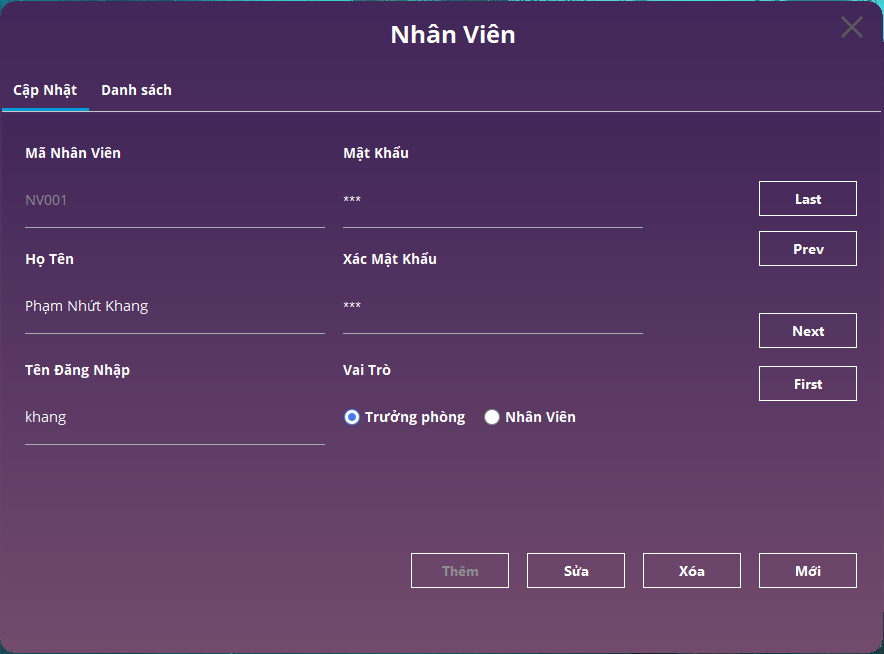 Nhân Viên
Cập Nhật Danh sách
Mã Nhân Viên Mật Khẩu
NV001 ***
Last
Prev
Họ Tên Xác Mật Khẩu
Phạm Nhứt Khang ***
Next
Tên Đăng Nhập Vai Trò
First
khang Trưởng phòng Nhân Viên
Thêm Sửa Xóa Mới